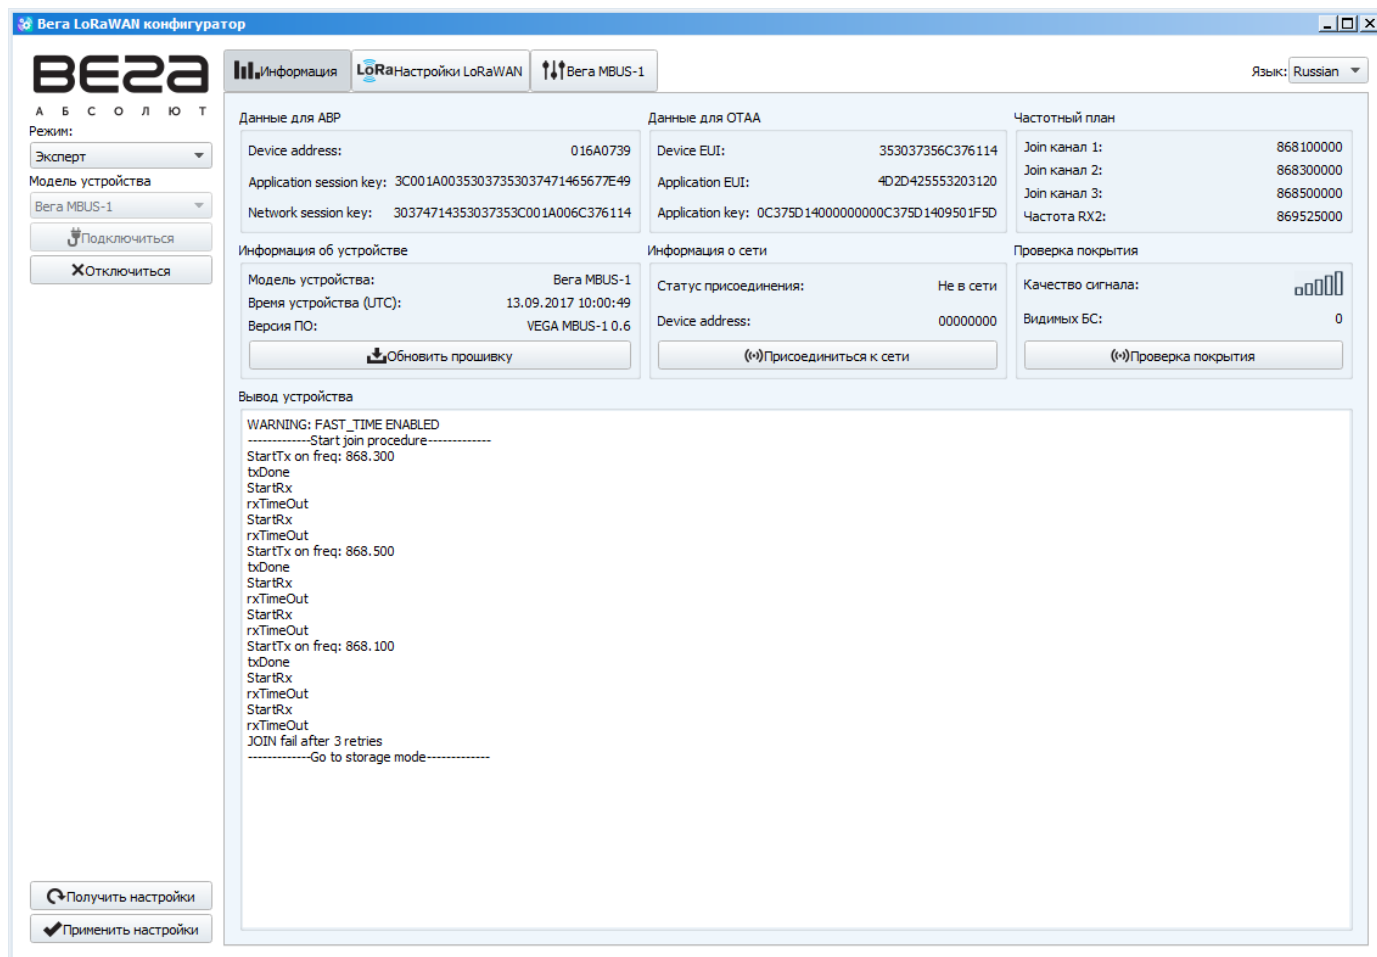 Вега LoRaWAN конфигуратор
ВЕГА
АБСОЛЮТ
Режим:
Эксперт
Модель устройства
Вега MBUS-1
Подключиться
Отключиться
Получить настройки
Применить настройки
Информация
LoRa Настройки LoRaWAN
Вега MBUS-1
Язык: Russian
Данные для ABP
Device address: 016A0739
Application session key: 3C001A00353037353037471465677E49
Network session key: 30374714353037353C001A006C376114
Данные для OTAA
Device EUI: 353037356C376114
Application EUI: 4D2D425553203120
Application key: 0C375D14000000000C375D1409501F5D
Частотный план
Join канал 1: 868100000
Join канал 2: 868300000
Join канал 3: 868500000
Частота RX2: 869525000
Информация об устройстве
Модель устройства: Вега MBUS-1
Время устройства (UTC): 13.09.2017 10:00:49
Версия ПО: VEGA MBUS-1 0.6
Обновить прошивку
Информация о сети
Статус присоединения: Не в сети
Device address: 00000000
Присоединиться к сети
Проверка покрытия
Качество сигнала:
Видимых БС: 0
Проверка покрытия
Вывод устройства
WARNING: FAST_TIME ENABLED
-------------Start join procedure-------------
StartTx on freq: 868.300
txDone
StartRx
rxTimeOut
StartRx
rxTimeOut
StartTx on freq: 868.500
txDone
StartRx
rxTimeOut
StartRx
rxTimeOut
StartTx on freq: 868.100
txDone
StartRx
rxTimeOut
StartRx
rxTimeOut
JOIN fail after 3 retries
-------------Go to storage mode-------------